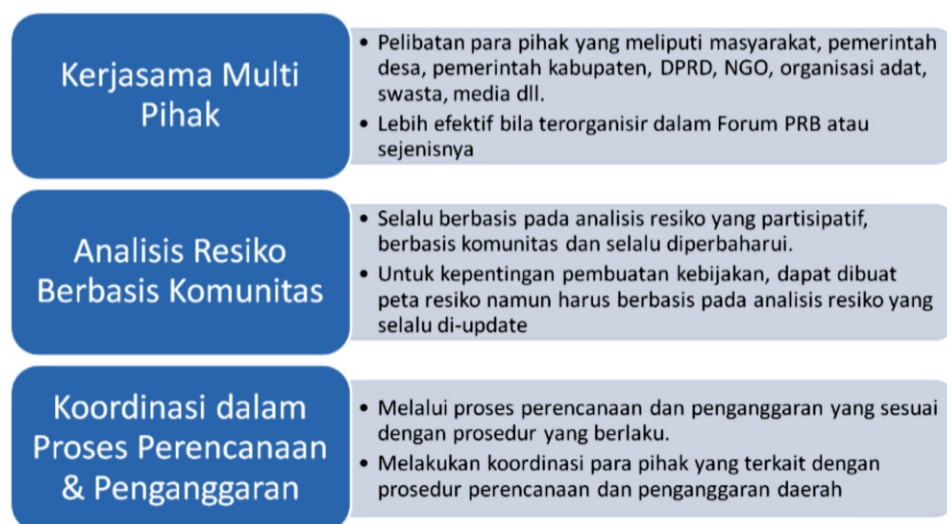 Kerjasama Multi
Pihak
• Pelibatan para pihak yang meliputi masyarakat, pemerintah
desa, pemerintah kabupaten, DPRD, NGO, organisasi adat,
swasta, media dll.
• Lebih efektif bila terorganisir dalam Forum PRB atau
sejenisnya
Analisis Resiko
Berbasis Komunitas
• Selalu berbasis pada analisis resiko yang partisipatif,
berbasis komunitas dan selalu diperbaharui.
• Untuk kepentingan pembuatan kebijakan, dapat dibuat
peta resiko namun harus berbasis pada analisis resiko yang
selalu di-update
Koordinasi dalam
Proses Perencanaan
& Penganggaran
• Melalui proses perencanaan dan penganggaran yang sesuai
dengan prosedur yang berlaku.
• Melakukan koordinasi para pihak yang terkait dengan
prosedur perencanaan dan penganggaran daerah